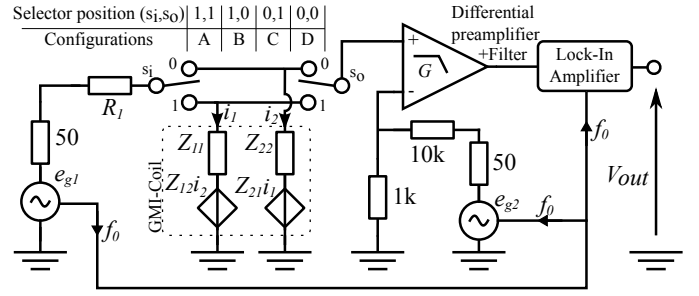 Selector position (si,so) 1,1 1,0 0,1 0,0
Configurations A B C D
Differential
preamplifier
+Filter
Lock-In
Amplifier
si
0
0
so
1
1
R1
50
eg1
f0
i1
i2
Z11
Z22
Z12i2
Z21i1
GMI-Coil
+
G
-
10k
1k
50
eg2
f0
f0
Vout